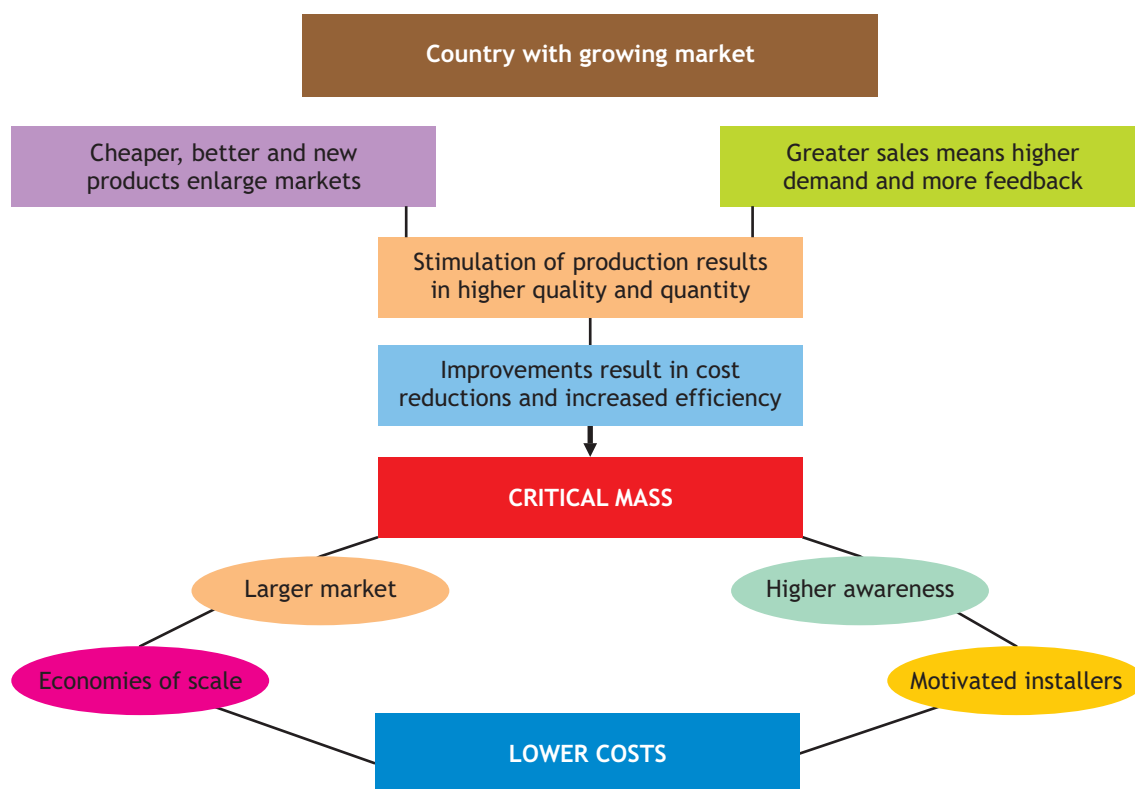 Country with growing market
Cheaper, better and new
products enlarge markets
Greater sales means higher
demand and more feedback
Stimulation of production results
in higher quality and quantity
Improvements result in cost
reductions and increased efficiency
CRITICAL MASS
Larger market
Higher awareness
Economies of scale
Motivated installers
LOWER COSTS